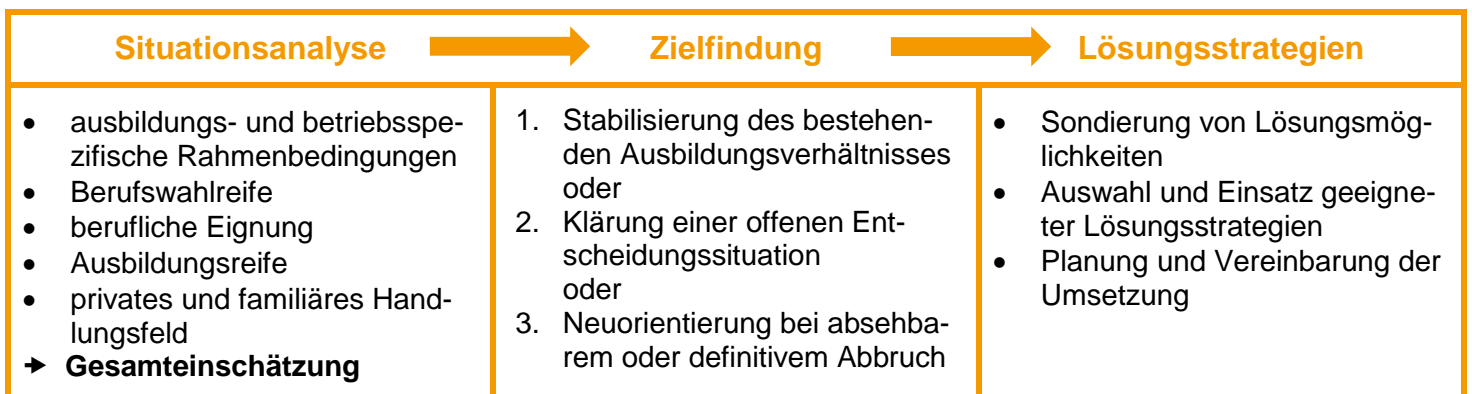 Situationsanalyse
Zielfindung
Lösungsstrategien
• ausbildungs- und betriebsspe-
zifische Rahmenbedingungen
• Berufswahlreife
• berufliche Eignung
• Ausbildungsreife
• privates und familiäres Hand-
lungsfeld
➜ Gesamteinschätzung
1. Stabilisierung des bestehen-
den Ausbildungsverhältnisses
oder
2. Klärung einer offenen Ent-
scheidungssituation
oder
3. Neuorientierung bei absehba-
rem oder definitivem Abbruch
• Sondierung von Lösungsmög-
lichkeiten
• Auswahl und Einsatz geeigne-
ter Lösungsstrategien
• Planung und Vereinbarung der
Umsetzung